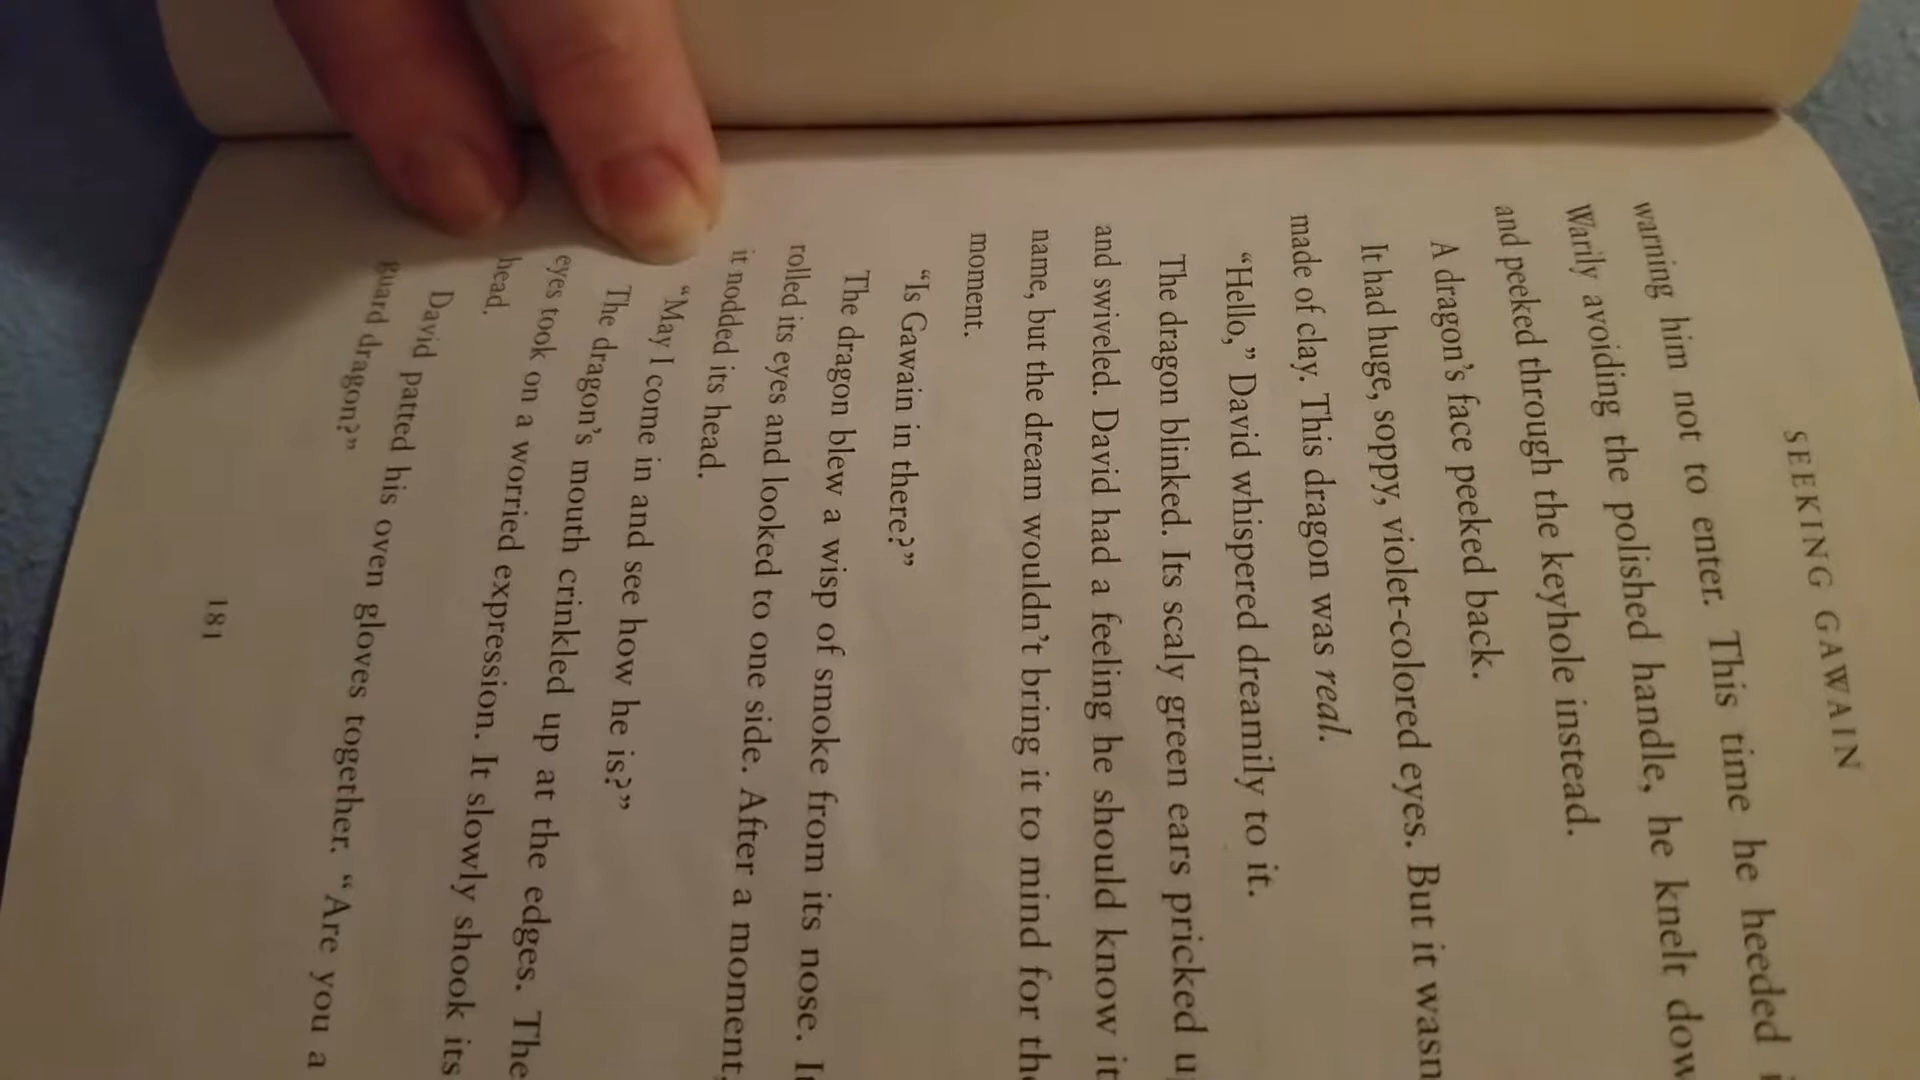 SEEKING GAWAIN
warning him not to enter. This time he heeded
Warily avoiding the polished handle, he knelt dow
and peeked through the keyhole instead.
A dragon's face peeked back.
It had huge, soppy, violet-colored eyes. But it wasn
made of clay. This dragon was real.
“Hello,” David whispered dreamily to it.
The dragon blinked. Its scaly green ears pricked u
and swiveled. David had a feeling he should know it
name, but the dream wouldn't bring it to mind for the
moment.
“Is Gawain in there?”
The dragon blew a wisp of smoke from its nose. It
rolled its eyes and looked to one side. After a moment,
it nodded its head.
“May I come in and see how he is?”
The dragon's mouth crinkled up at the edges. The
eyes took on a worried expression. It slowly shook its
head.
David patted his oven gloves together. “Are you a
guard dragon?”
181